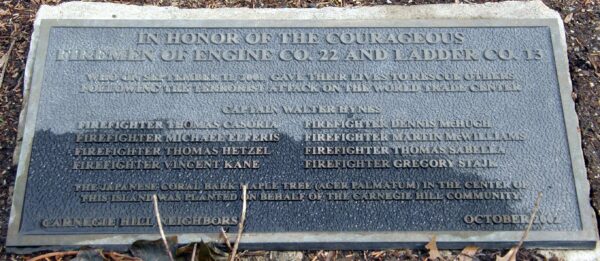 IN HONOR OF THE COURAGEOUS
FIREMEN OF ENGINE CO. 22 AND LADDER CO. 13
WHO, ON SEPTEMBER 11, 2001, GAVE THEIR LIVES TO RESCUE OTHERS
FOLLOWING THE TERRORIST ATTACK ON THE WORLD TRADE CENTER
CAPTAIN WALTER HYNES
FIREFIGHTER THOMAS CASORIA FIREFIGHTER DENNIS McHUGH
FIREFIGHTER MICHAEL ELFERIS FIREFIGHTER MARTIN McWILLIAMS
FIREFIGHTER THOMAS HETZEL FIREFIGHTER THOMAS SABELLA
FIREFIGHTER VINCENT KANE FIREFIGHTER GREGORY STAJK
THE JAPANESE CORAL BARK MAPLE TREE (ACER PALMATUM) IN THE CENTER OF
THIS ISLAND WAS PLANTED ON BEHALF OF THE CARNEGIE HILL COMMUNITY.
CARNEGIE HILL NEIGHBORS OCTOBER 2002